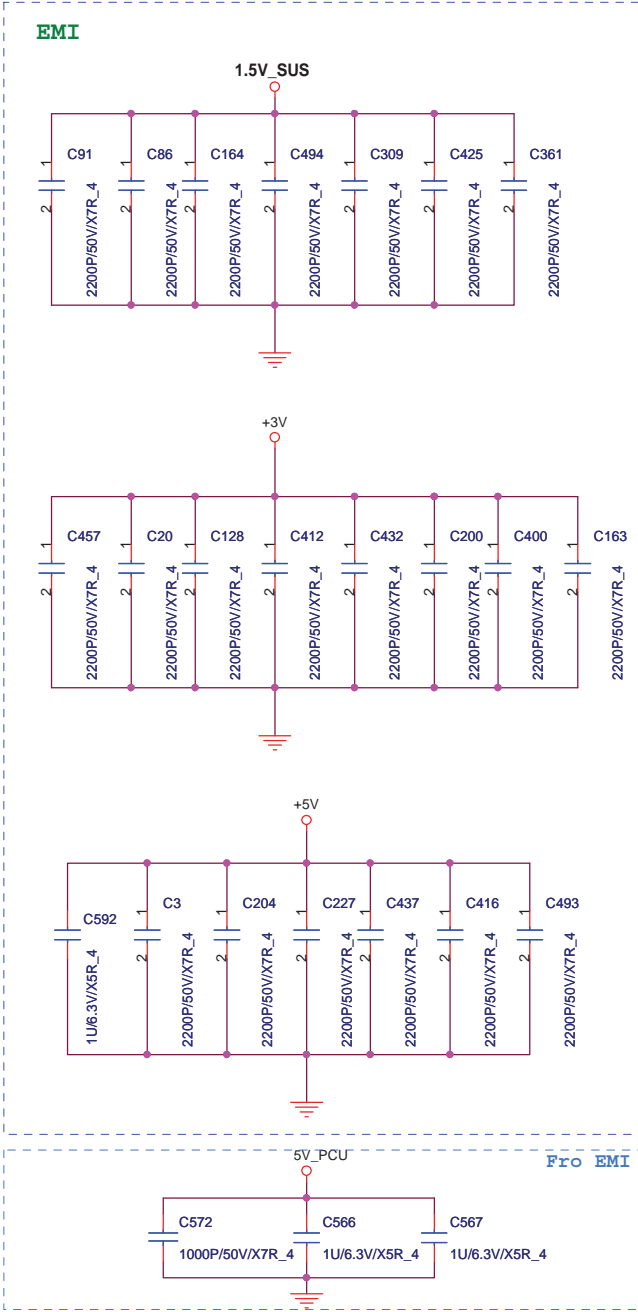 EMI
1.5V_SUS
C91 C86 C164 C494 C309 C425 C361
1 1 1 1 1 1 1
2 2 2 2 2 2 2
2200P/50V/X7R_4 2200P/50V/X7R_4 2200P/50V/X7R_4 2200P/50V/X7R_4 2200P/50V/X7R_4 2200P/50V/X7R_4 2200P/50V/X7R_4
+3V
C457 C20 C128 C412 C432 C200 C400 C163
1 1 1 1 1 1 1 1
2 2 2 2 2 2 2 2
2200P/50V/X7R_4 2200P/50V/X7R_4 2200P/50V/X7R_4 2200P/50V/X7R_4 2200P/50V/X7R_4 2200P/50V/X7R_4 2200P/50V/X7R_4 2200P/50V/X7R_4
+5V
C592 C3 C204 C227 C437 C416 C493
1 1 1 1 1 1
2 2 2 2 2 2
1U/6.3V/X5R_4 2200P/50V/X7R_4 2200P/50V/X7R_4 2200P/50V/X7R_4 2200P/50V/X7R_4 2200P/50V/X7R_4 2200P/50V/X7R_4
5V_PCU
Fro EMI
C572 C566 C567
1000P/50V/X7R_4 1U/6.3V/X5R_4 1U/6.3V/X5R_4